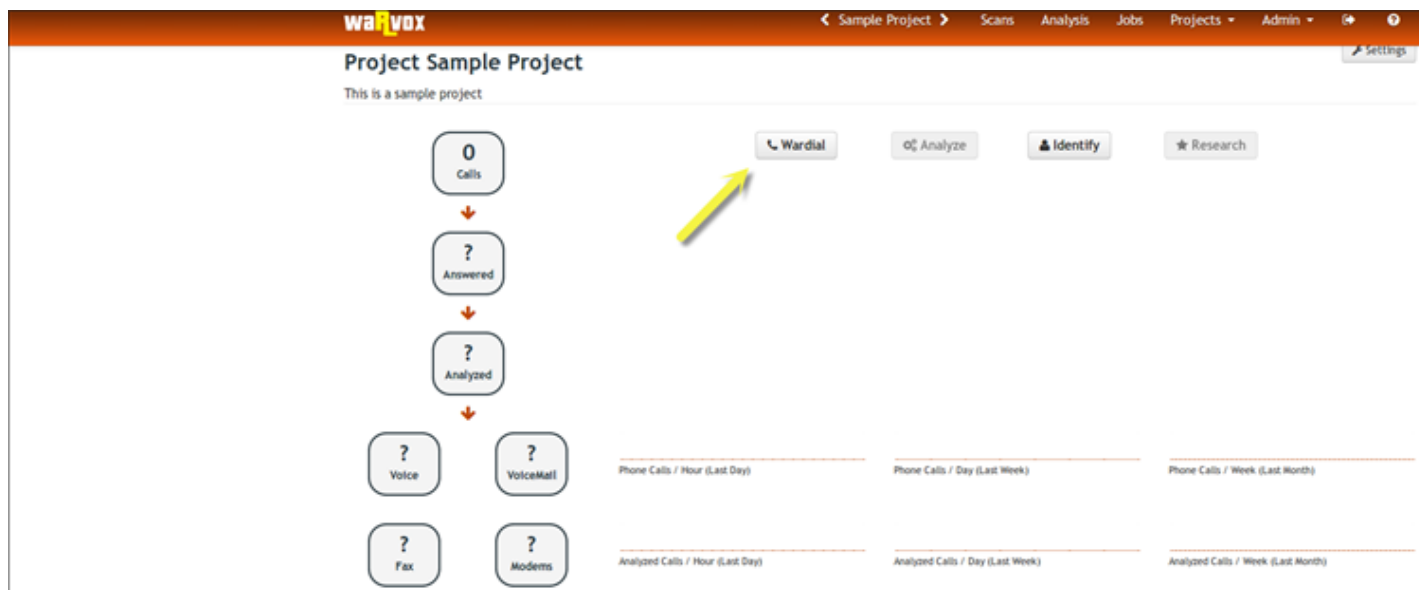 warvox
Sample Project Scans Analysis Jobs Projects Admin
Settings
Project Sample Project
This is a sample project
0
Calls
Wardial Analyze Identify Research
?
Answered
?
Analyzed
? ?
Voice VoiceMail
Phone Calls / Hour (Last Day) Phone Calls / Day (Last Week) Phone Calls / Week (Last Month)
? ?
Fax Modems
Analyzed Calls / Hour (Last Day) Analyzed Calls / Day (Last Week) Analyzed Calls / Week (Last Month)